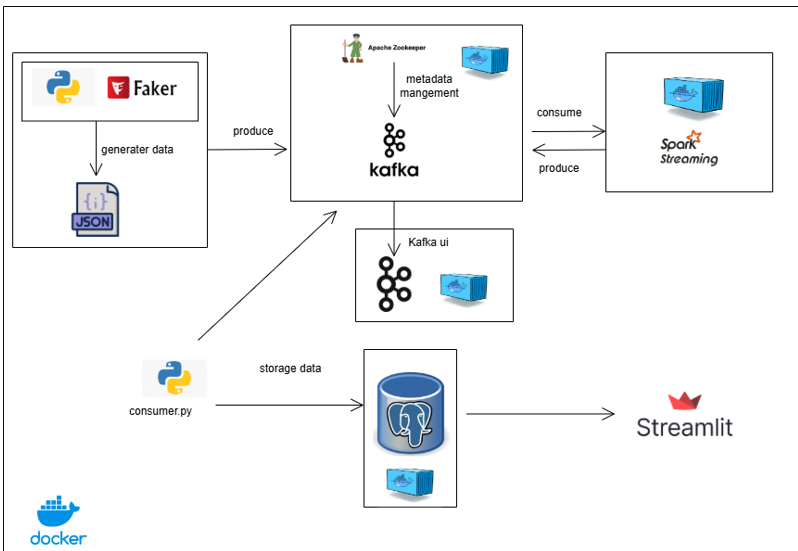 Apache Zookeeper
metadata
mangement
Faker
produce
generater data
JSON
kafka
consume
produce
Spark
Streaming
Kafka ui
storage data
consumer.py
Streamlit
docker